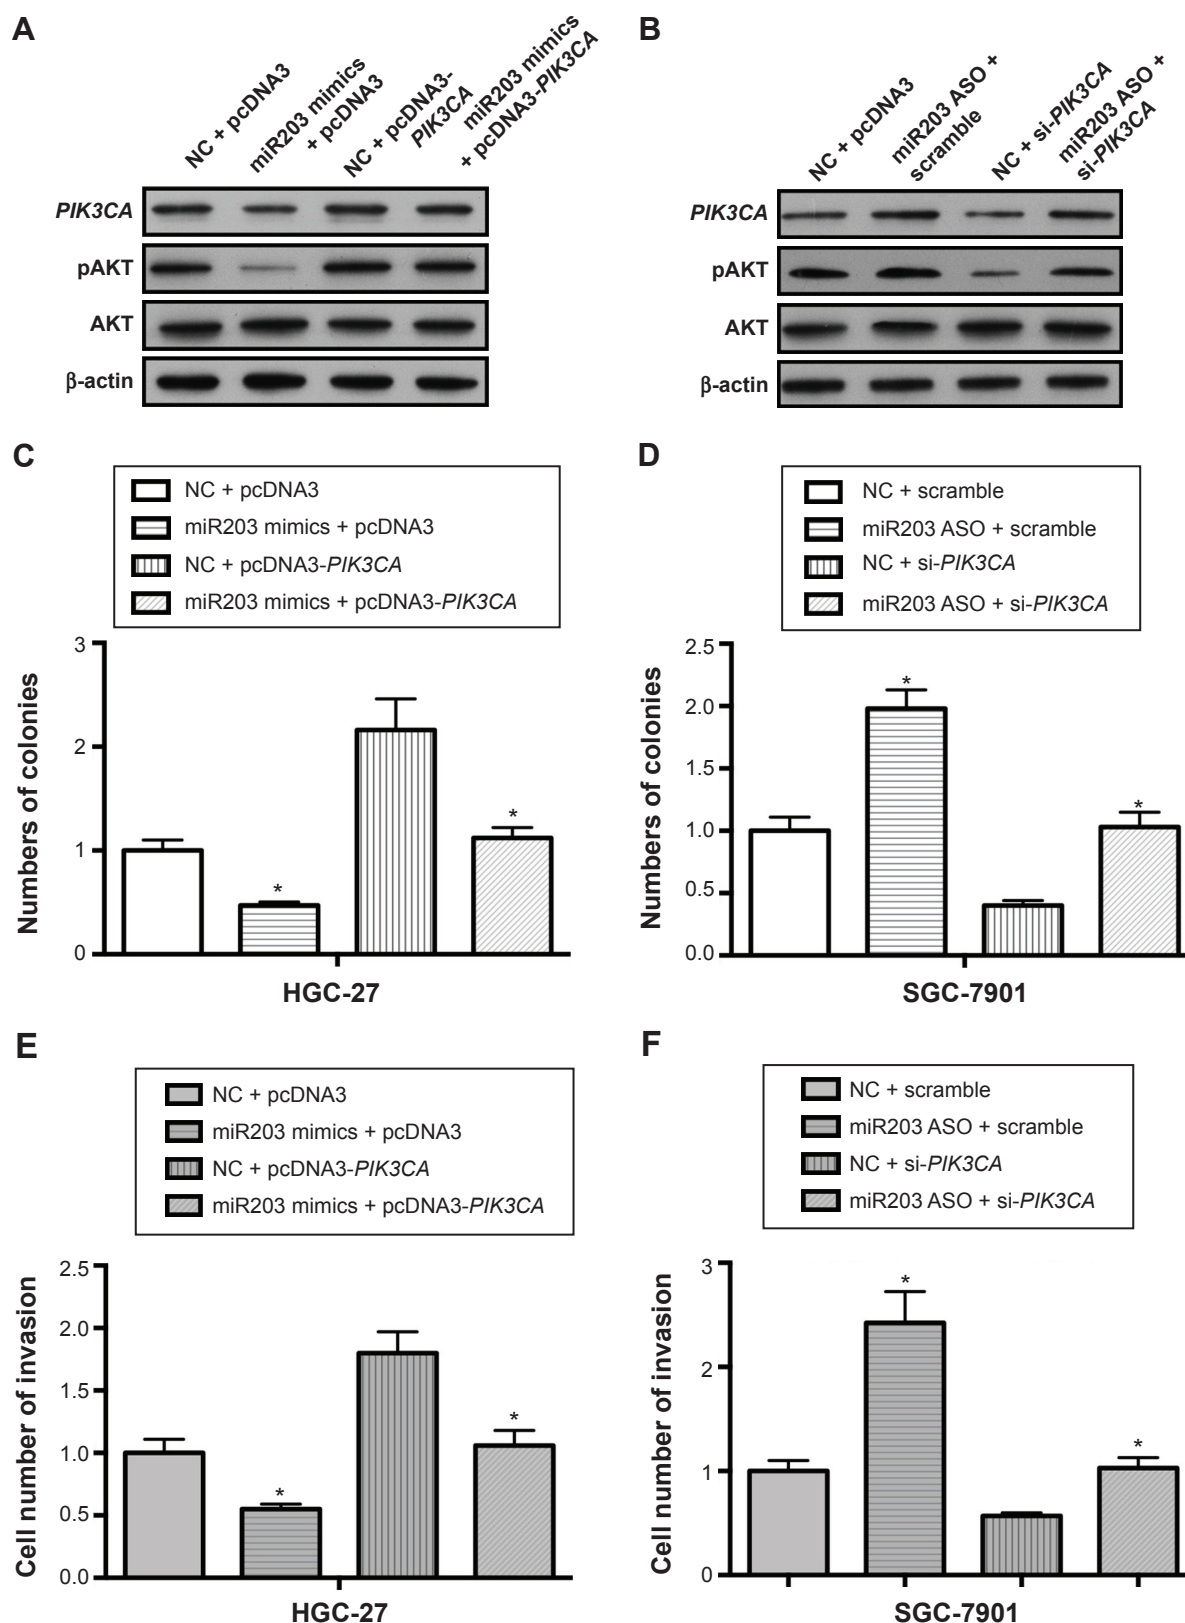 A
NC + pcDNA3
miR203 mimics
+ pcDNA3
NC + pcDNA3-
PIK3CA
miR203 mimics
+ pcDNA3-PIK3CA
PIK3CA
pAKT
AKT
β-actin
B
NC + pcDNA3
miR203 ASO +
scramble
NC + si-PIK3CA
miR203 ASO +
si-PIK3CA
PIK3CA
pAKT
AKT
β-actin
C
NC + pcDNA3
miR203 mimics + pcDNA3
NC + pcDNA3-PIK3CA
miR203 mimics + pcDNA3-PIK3CA
Numbers of colonies
3
2
1
0
*
*
HGC-27
D
NC + scramble
miR203 ASO + scramble
NC + si-PIK3CA
miR203 ASO + si-PIK3CA
Numbers of colonies
2.5
2.0
1.5
1.0
0.5
0.0
*
*
SGC-7901
E
NC + pcDNA3
miR203 mimics + pcDNA3
NC + pcDNA3-PIK3CA
miR203 mimics + pcDNA3-PIK3CA
Cell number of invasion
2.5
2.0
1.5
1.0
0.5
0.0
*
*
HGC-27
F
NC + scramble
miR203 ASO + scramble
NC + si-PIK3CA
miR203 ASO + si-PIK3CA
Cell number of invasion
3
2
1
0
*
*
SGC-7901